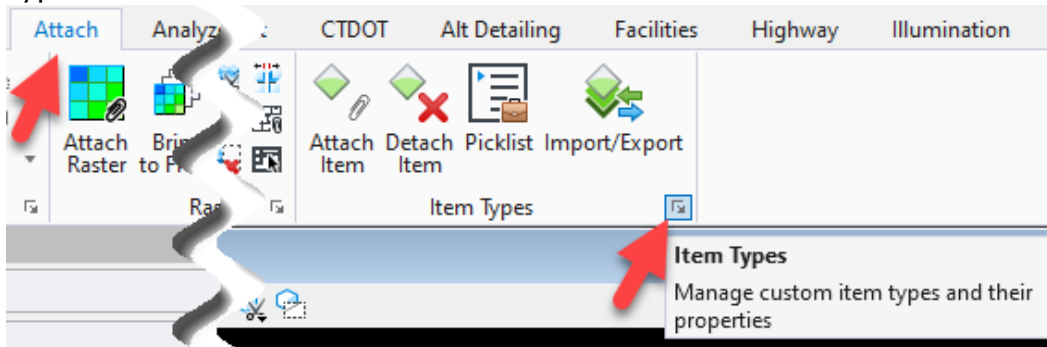 Attach Analyz CTDOT Alt Detailing Facilities Highway Illumination
Attach Raster
Attach Item
Detach Item
Picklist
Import/Export
Item Types
Item Types
Manage custom item types and their
properties